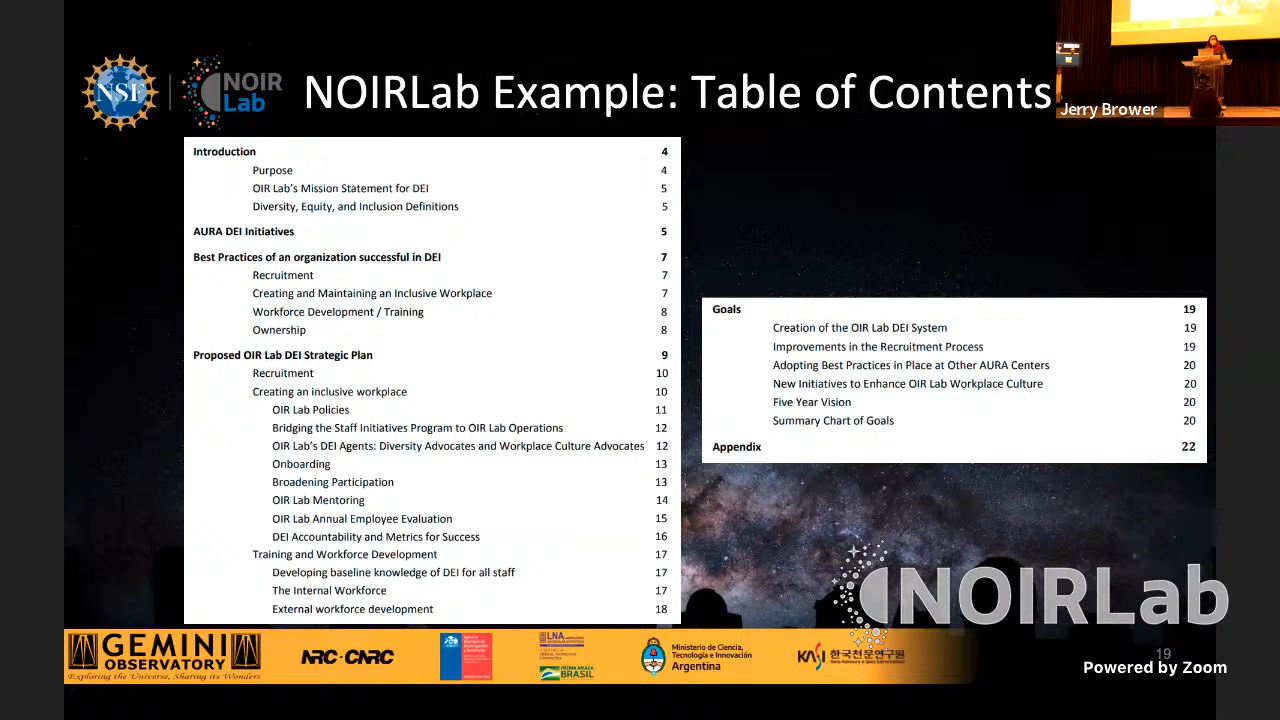 NSF
NOIR
Lab
NOIRLab Example: Table of Contents
Jerry Brower
Introduction 4
Purpose 4
OIR Lab's Mission Statement for DEI 5
Diversity, Equity, and Inclusion Definitions 5
AURA DEI Initiatives 5
Best Practices of an organization successful in DEI 7
Recruitment 7
Creating and Maintaining an Inclusive Workplace 7
Workforce Development / Training 8
Ownership 8
Proposed OIR Lab DEI Strategic Plan 9
Recruitment 10
Creating an inclusive workplace 10
OIR Lab Policies 11
Bridging the Staff Initiatives Program to OIR Lab Operations 12
OIR Lab's DEI Agents: Diversity Advocates and Workplace Culture Advocates 12
Onboarding 13
Broadening Participation 13
OIR Lab Mentoring 14
OIR Lab Annual Employee Evaluation 15
DEI Accountability and Metrics for Success 16
Training and Workforce Development 17
Developing baseline knowledge of DEI for all staff 17
The Internal Workforce 17
External workforce development 18
Goals 19
Creation of the OIR Lab DEI System 19
Improvements in the Recruitment Process 19
Adopting Best Practices in Place at Other AURA Centers 20
New Initiatives to Enhance OIR Lab Workplace Culture 20
Five Year Vision 20
Summary Chart of Goals 20
Appendix 22
NOIRLab
GEMINI
OBSERVATORY
Exploring the Universe, Sharing its Wonders
NRC·CNRC
LNA
PÁTRIA AMADA
BRASIL
Ministerio de Ciencia,
Tecnología e Innovación
Argentina
KASI 한국천문연구원
19
Powered by Zoom